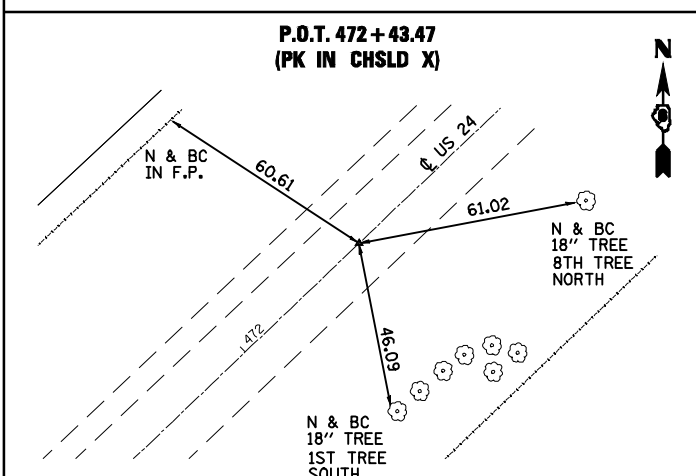 P.O.T. 472+43.47
(PK IN CHSLD X)
N
N & BC
IN F.P.
60.61
℄ US 24
61.02
N & BC
18" TREE
8TH TREE
NORTH
472
46.09
N & BC
18" TREE
1ST TREE
SOUTH